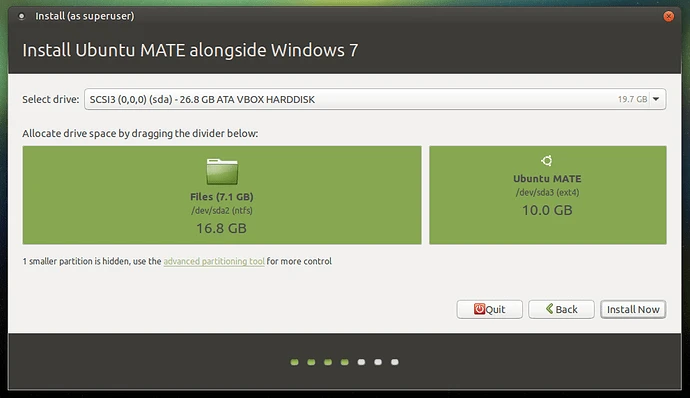 Install (as superuser)
Install Ubuntu MATE alongside Windows 7
Select drive: SCSI3 (0,0,0) (sda) - 26.8 GB ATA VBOX HARDDISK 19.7 GB
Allocate drive space by dragging the divider below:
Files (7.1 GB)
/dev/sda2 (ntfs)
16.8 GB
Ubuntu MATE
/dev/sda3 (ext4)
10.0 GB
1 smaller partition is hidden, use the advanced partitioning tool for more control
Quit Back Install Now